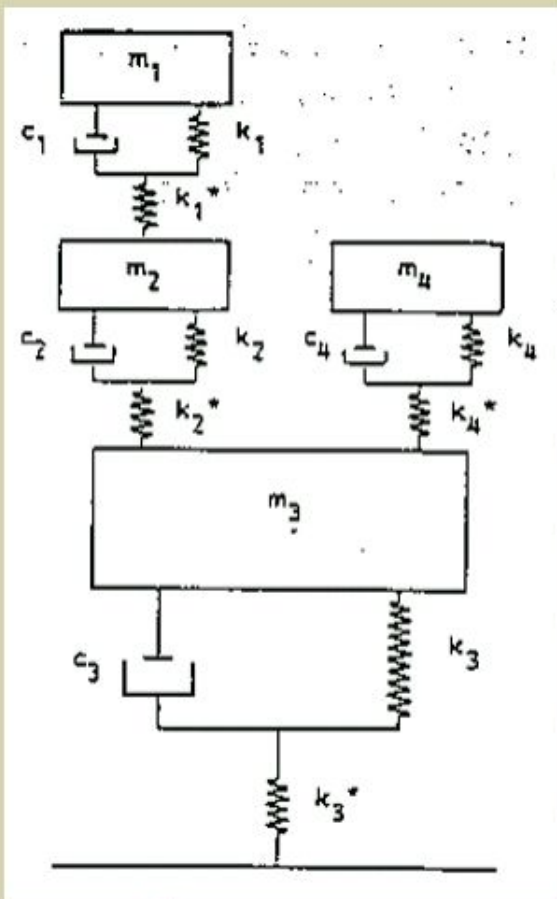 m₁
c₁ k₁
k₁*
m₂ m₄
c₂ k₂ c₄ k₄
k₂* k₄*
m₃
c₃ k₃
k₃*